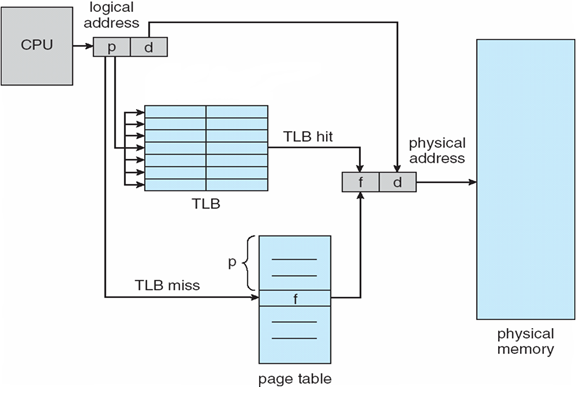 logical
address
CPU
p
d
TLB hit
physical
address
f
d
TLB
p
TLB miss
f
physical
memory
page table